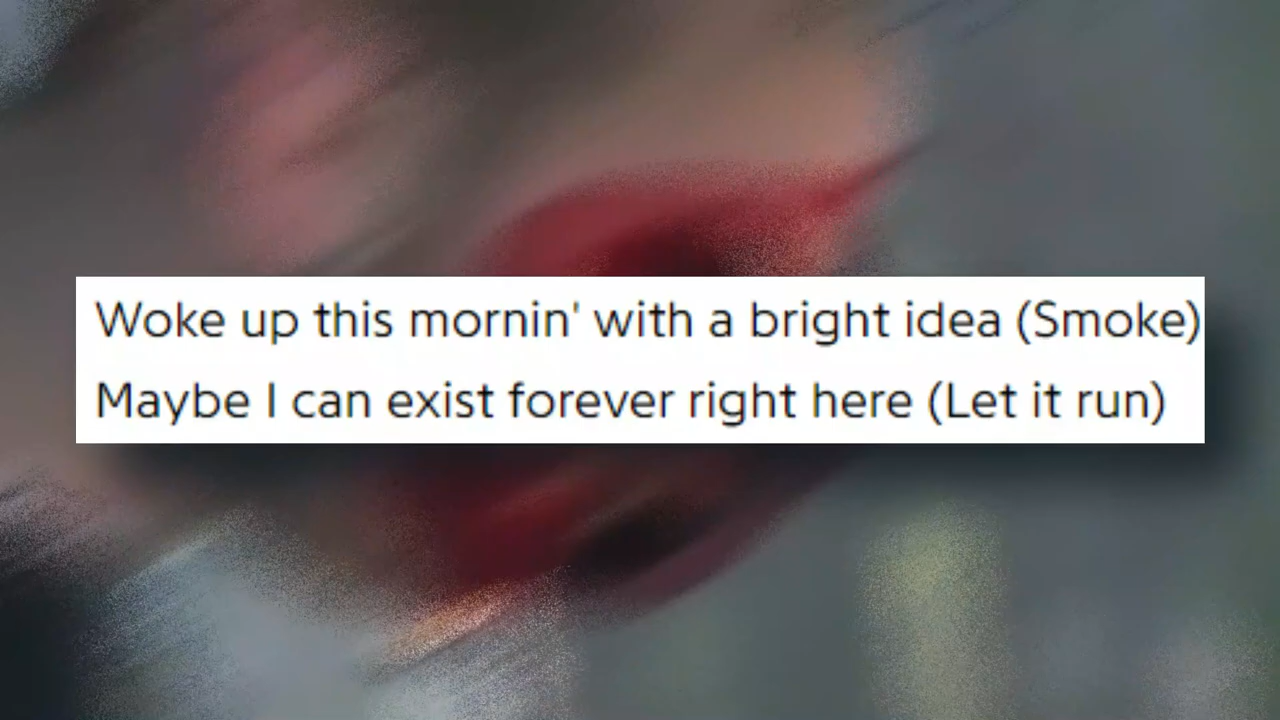 Woke up this mornin' with a bright idea (Smoke)
Maybe I can exist forever right here (Let it run)